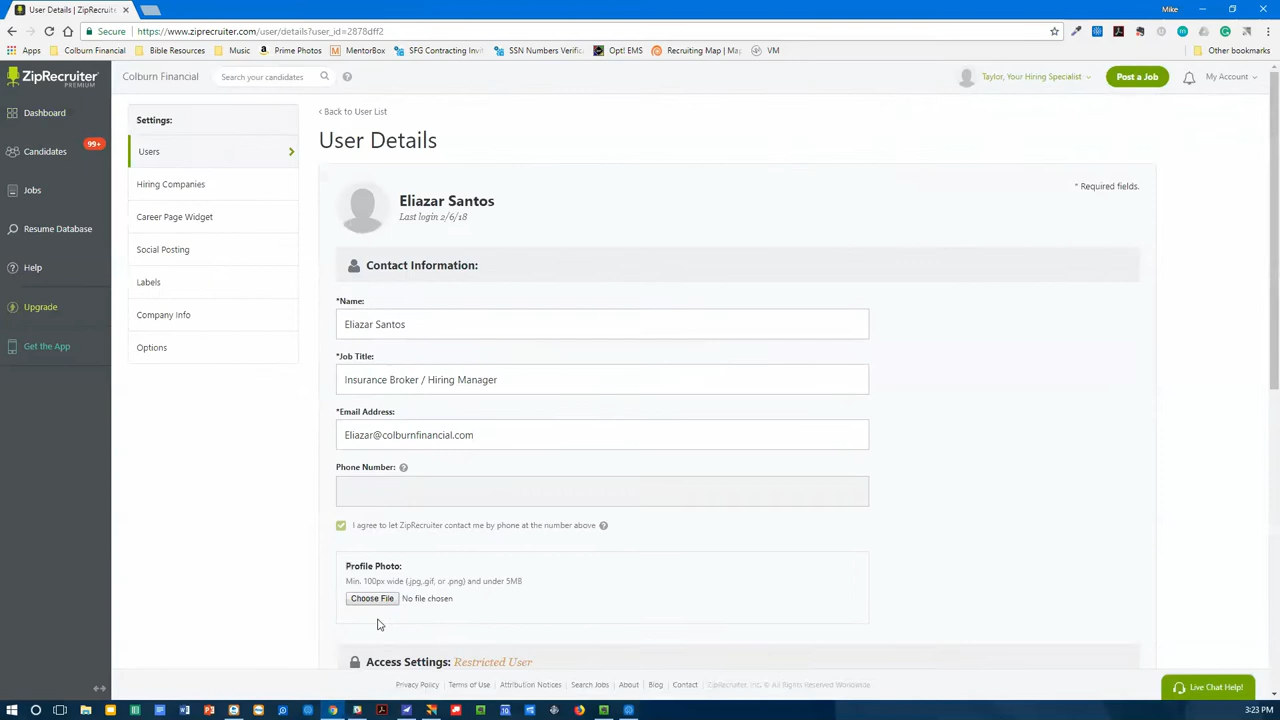 User Details | ZipRecruite
Mike
Secure
https://www.ziprecruiter.com/user/details?user_id=2878dff2
Apps
Colburn Financial
Bible Resources
Music
Prime Photos
MentorBox
SFG Contracting Inv
SSN Numbers Verific
Opt! EMS
Recruiting Map | Ma
VM
Other bookmarks
ZipRecruiter
PREMIUM
Colburn Financial
Search your candidates
Taylor, Your Hiring Specialist
Post a Job
My Account
Dashboard
Candidates
99+
Jobs
Resume Database
Help
Upgrade
Get the App
Settings:
Users
Hiring Companies
Career Page Widget
Social Posting
Labels
Company Info
Options
‹ Back to User List
User Details
* Required fields.
Eliazar Santos
Last login 2/6/18
Contact Information:
*Name:
Eliazar Santos
*Job Title:
Insurance Broker / Hiring Manager
*Email Address:
Eliazar@colburnfinancial.com
Phone Number:
I agree to let ZipRecruiter contact me by phone at the number above
Profile Photo:
Min. 100px wide (.jpg,.gif, or .png) and under 5MB
Choose File No file chosen
Access Settings: Restricted User
Privacy Policy
Terms of Use
Attribution Notices
Search Jobs
About
Blog
Contact
ZipRecruiter, Inc. © All Rights Reserved Worldwide
Live Chat Help!
3:23 PM